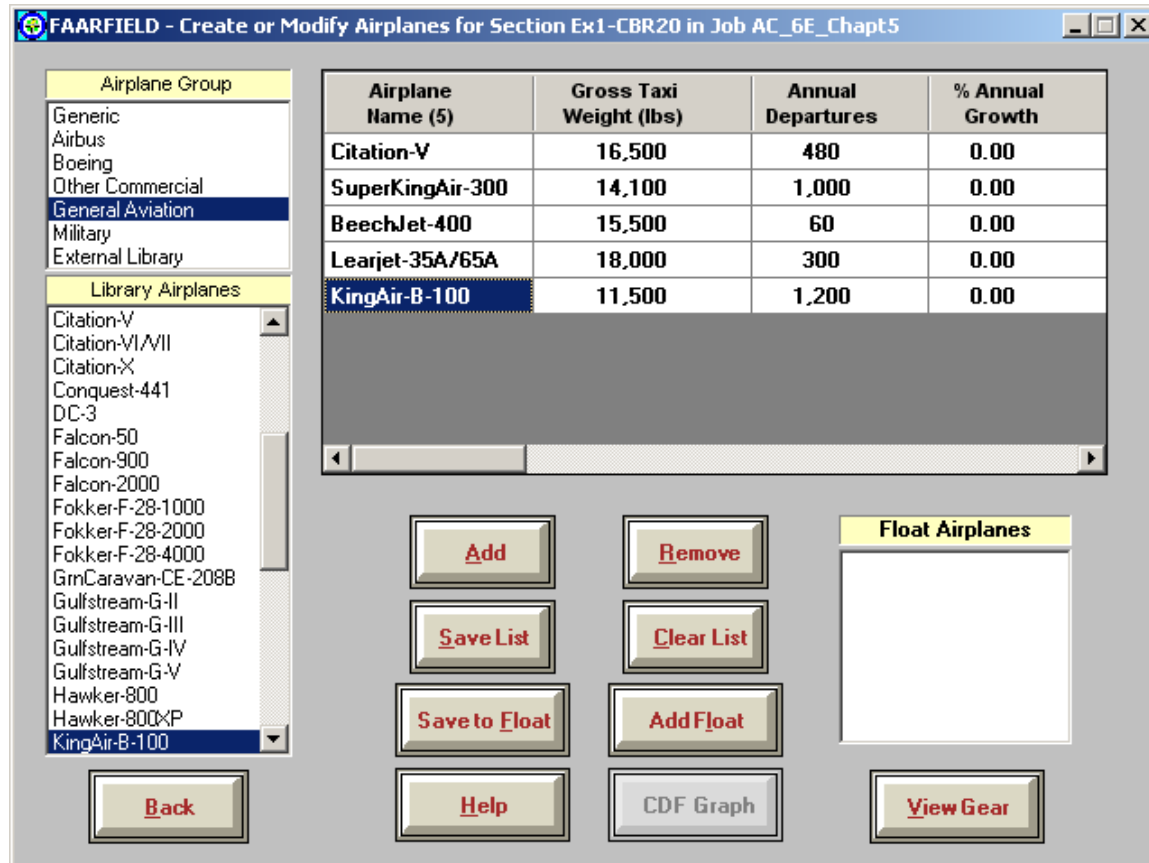 FAARFIELD - Create or Modify Airplanes for Section Ex1-CBR20 in Job AC_6E_Chapt5
Airplane Group
Generic
Airbus
Boeing
Other Commercial
General Aviation
Military
External Library
Library Airplanes
Citation-V
Citation-VI/VII
Citation-X
Conquest-441
DC-3
Falcon-50
Falcon-900
Falcon-2000
Fokker-F-28-1000
Fokker-F-28-2000
Fokker-F-28-4000
GrnCaravan-CE-208B
Gulfstream-G-II
Gulfstream-G-III
Gulfstream-G-IV
Gulfstream-G-V
Hawker-800
Hawker-800XP
KingAir-B-100
Airplane Name (5) Gross Taxi Weight (lbs) Annual Departures % Annual Growth
Citation-V 16,500 480 0.00
SuperKingAir-300 14,100 1,000 0.00
BeechJet-400 15,500 60 0.00
Learjet-35A/65A 18,000 300 0.00
KingAir-B-100 11,500 1,200 0.00
Add Remove
Save List Clear List
Save to Float Add Float
Help CDF Graph
Float Airplanes
Back
View Gear